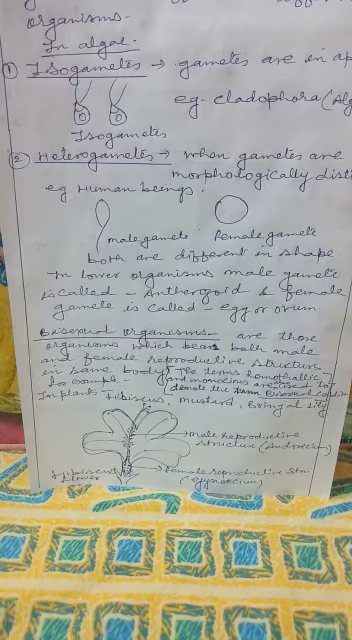 organisms.
In algae.
① Isogametes → gametes are in ap
eg. cladophora (Alg
Isogametes
② Heterogametes → when gametes are
morphologically disti
eg Human beings.
male gamete female gamete
both are different in shape
In lower organisms male gamete
is called - Antherozoid & female
gamete is called - egg or ovum
Bisexual organisms - are those
organisms which bears both male
and female reproductive structure
in same body. The terms homothallic
for example - and monoecious are used to
denote the term Bisexual
In plants - Hibiscus, mustard,
male reproductive
structure (Androecium)
Hibiscus female reproductive stru
flower (Gynoecium)